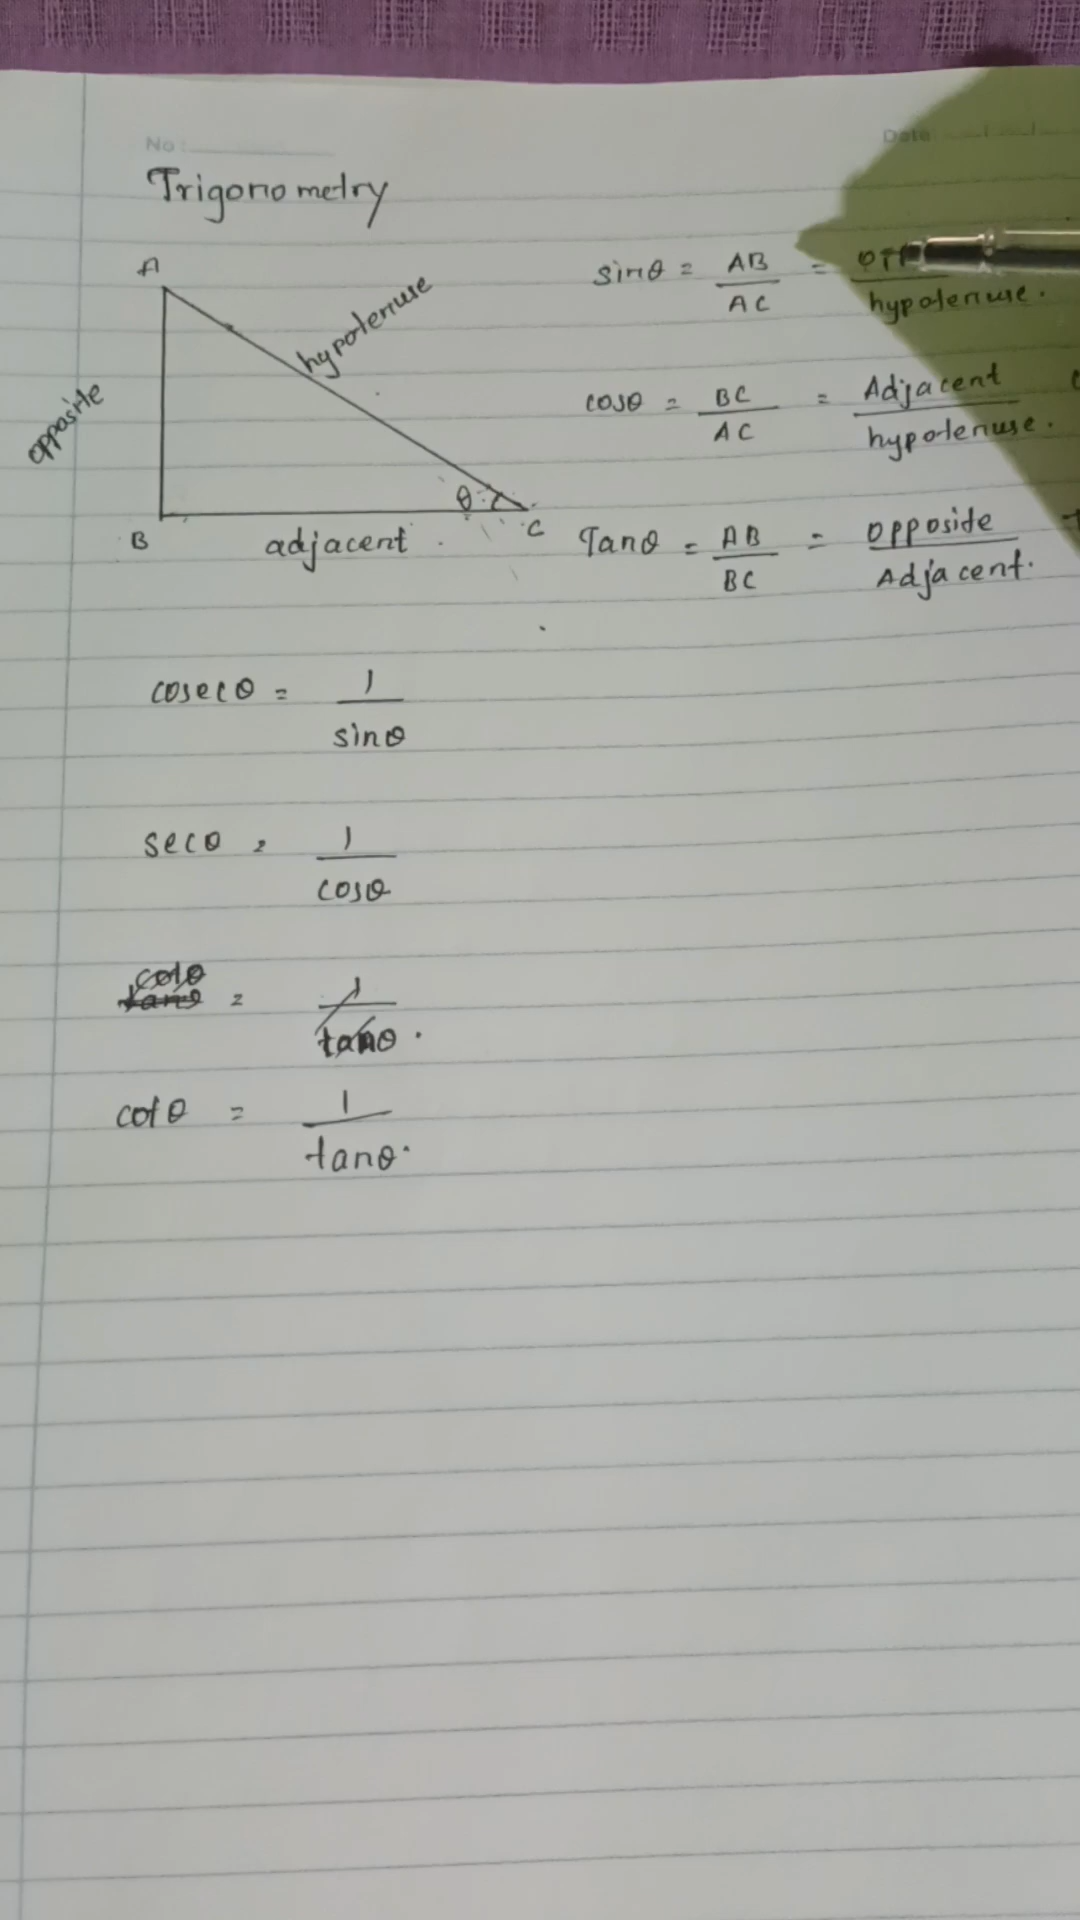 No:
Date
Trigonometry
A
hypotenuse
opposite
θ
B
adjacent
C
sinθ = AB / AC = / hypotenuse.
cosθ = BC / AC = Adjacent / hypotenuse.
Tanθ = AB / BC = opposite / Adjacent.
cosecθ = 1 / sinθ
secθ = 1 / cosθ
cotθ = 1 / tanθ.
cotθ = 1 / tanθ.